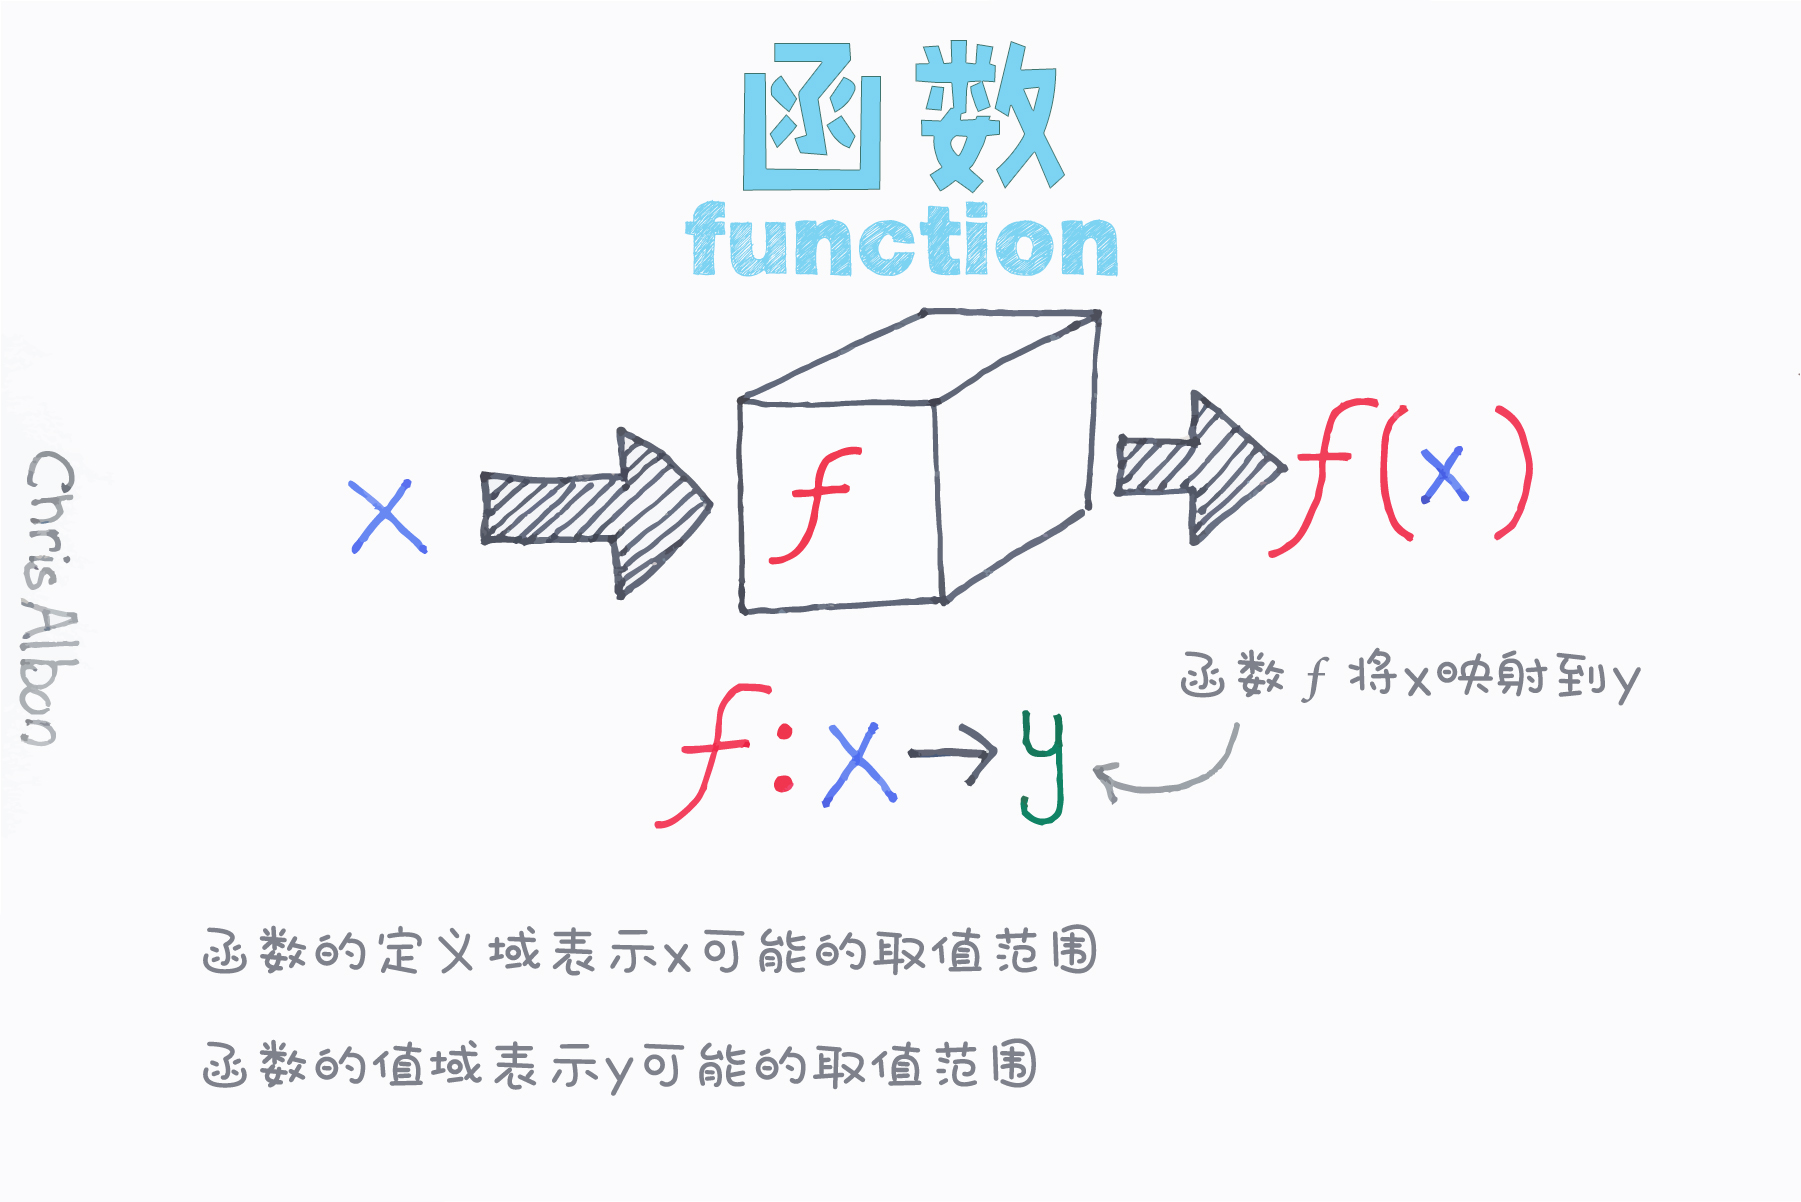 函数
function
x f f(x)
函数 f 将x映射到y
f: x → y
函数的定义域表示x可能的取值范围
函数的值域表示y可能的取值范围
Chris Albon